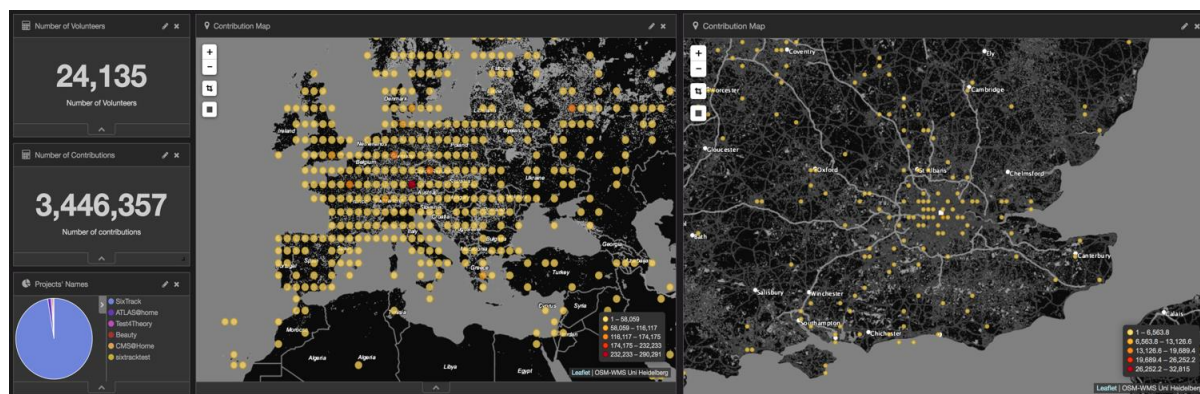 Number of Volunteers
24,135
Number of Volunteers
Number of Contributions
3,446,357
Number of contributions
Projects' Names
SixTrack
ATLAS@home
Test4Theory
Beauty
CMS@Home
sixtracktest
Contribution Map
+
−
Denmark
Ireland
Belgium
Poland
Ukraine
Austria
Italy
Spain
Greece
Turkey
Georgia
Cyprus
Syria
Morocco
Tunisia
Algeria
Algeria
Libya
Egypt
1 – 58,059
58,059 – 116,117
116,117 – 174,175
174,175 – 232,233
232,233 – 290,291
Leaflet | OSM-WMS Uni Heidelberg
Contribution Map
+
−
Coventry
Ely
Worcester
Cambridge
Gloucester
Oxford
St Albans
Chelmsford
Bath
Canterbury
Salisbury
Winchester
Southampton
Chichester
Calais
1 – 6,563.8
6,563.8 – 13,126.6
13,126.6 – 19,689.4
19,689.4 – 26,252.2
26,252.2 – 32,815
Leaflet | OSM-WMS Uni Heidelberg